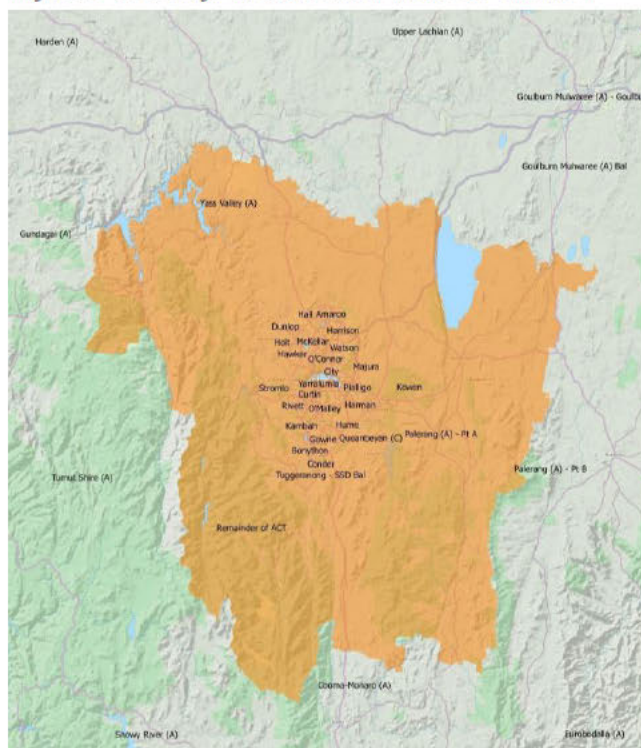 Upper Lachlan (A)
Harden (A)
Goulburn Mulwaree (A) - Goulbu
Goulburn Mulwaree (A) Bal
Yass Valley (A)
Gundagai (A)
Hall Amaroo
Dunlop
Harrison
Holt McKellar
Watson
Hawker
O'Connor
City
Majura
Yarralumla
Stromlo
Pialligo
Kowen
Curtin
Rivett
O'Malley
Harman
Kambah
Hume
Gowrie
Queanbeyan (C)
Palerang (A) - Pt A
Bonython
Conder
Palerang (A) - Pt B
Tuggeranong - SSD Bal
Tumut Shire (A)
Remainder of ACT
Cooma-Monaro (A)
Snowy River (A)
Eurobodalla (A)